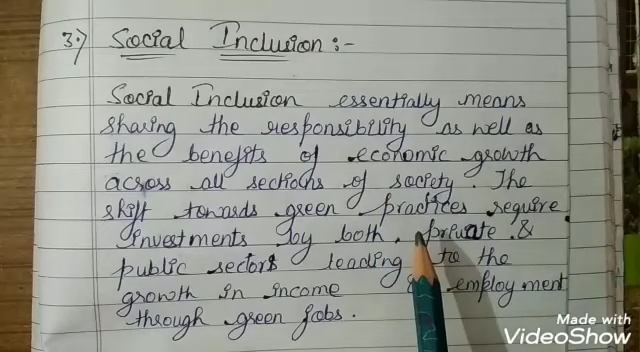 3.) Social Inclusion :-
Social Inclusion essentially means
sharing the responsibility as well as
the benefits of economic growth
across all sections of society. The
shift towards green practices require
investments by both private &
public sectors leading to the
growth in income & employment
through green jobs.
Made with
VideoShow